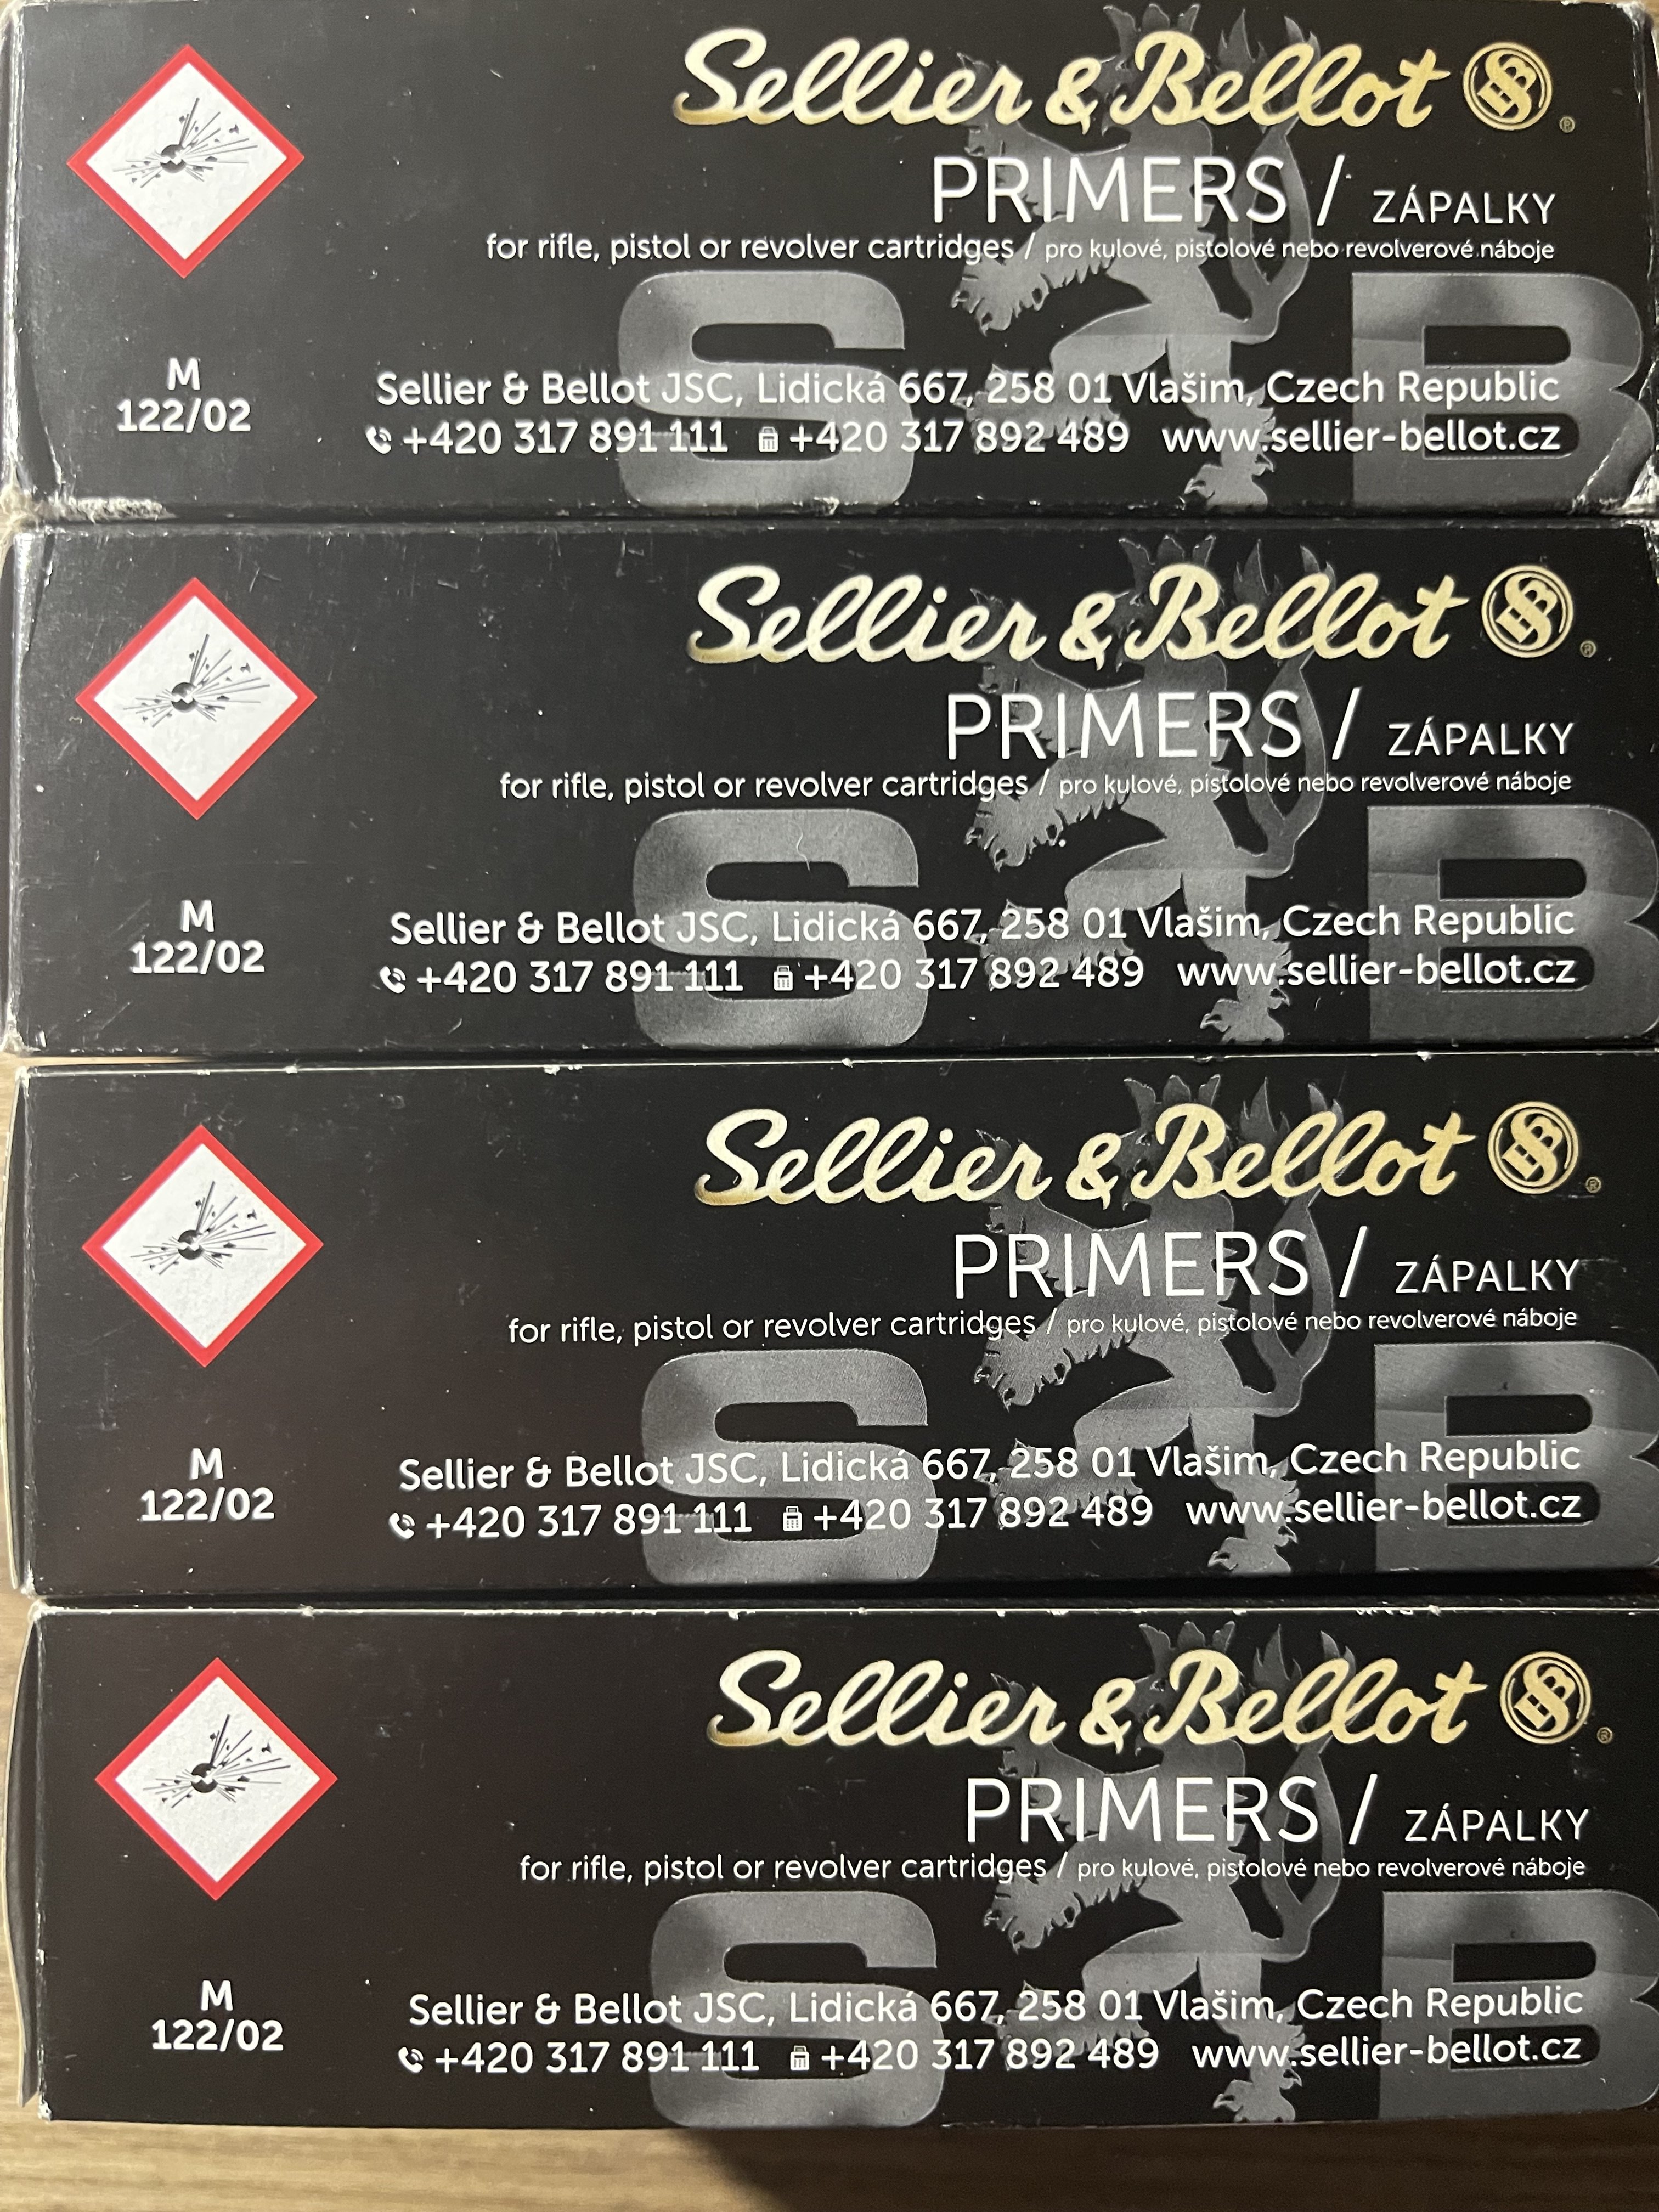 Sellier & Bellot SB®
PRIMERS / ZÁPALKY
for rifle, pistol or revolver cartridges / pro kulové, pistolové nebo revolverové náboje
S B
M
122/02
Sellier & Bellot JSC, Lidická 667, 258 01 Vlašim, Czech Republic
+420 317 891 111 +420 317 892 489 www.sellier-bellot.cz
Sellier & Bellot SB®
PRIMERS / ZÁPALKY
for rifle, pistol or revolver cartridges / pro kulové, pistolové nebo revolverové náboje
S B
M
122/02
Sellier & Bellot JSC, Lidická 667, 258 01 Vlašim, Czech Republic
+420 317 891 111 +420 317 892 489 www.sellier-bellot.cz
Sellier & Bellot SB®
PRIMERS / ZÁPALKY
for rifle, pistol or revolver cartridges / pro kulové, pistolové nebo revolverové náboje
S B
M
122/02
Sellier & Bellot JSC, Lidická 667, 258 01 Vlašim, Czech Republic
+420 317 891 111 +420 317 892 489 www.sellier-bellot.cz
Sellier & Bellot SB®
PRIMERS / ZÁPALKY
for rifle, pistol or revolver cartridges / pro kulové, pistolové nebo revolverové náboje
S B
M
122/02
Sellier & Bellot JSC, Lidická 667, 258 01 Vlašim, Czech Republic
+420 317 891 111 +420 317 892 489 www.sellier-bellot.cz